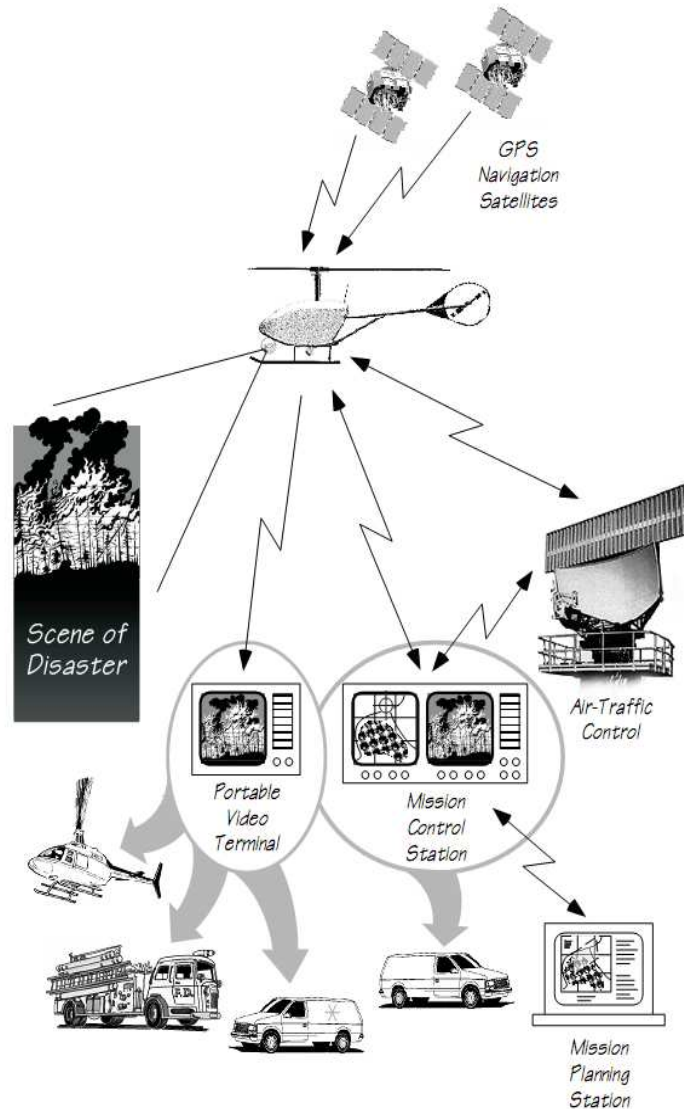 GPS
Navigation
Satellites
Scene of
Disaster
Air-Traffic
Control
Portable
Video
Terminal
Mission
Control
Station
F.D.
Mission
Planning
Station